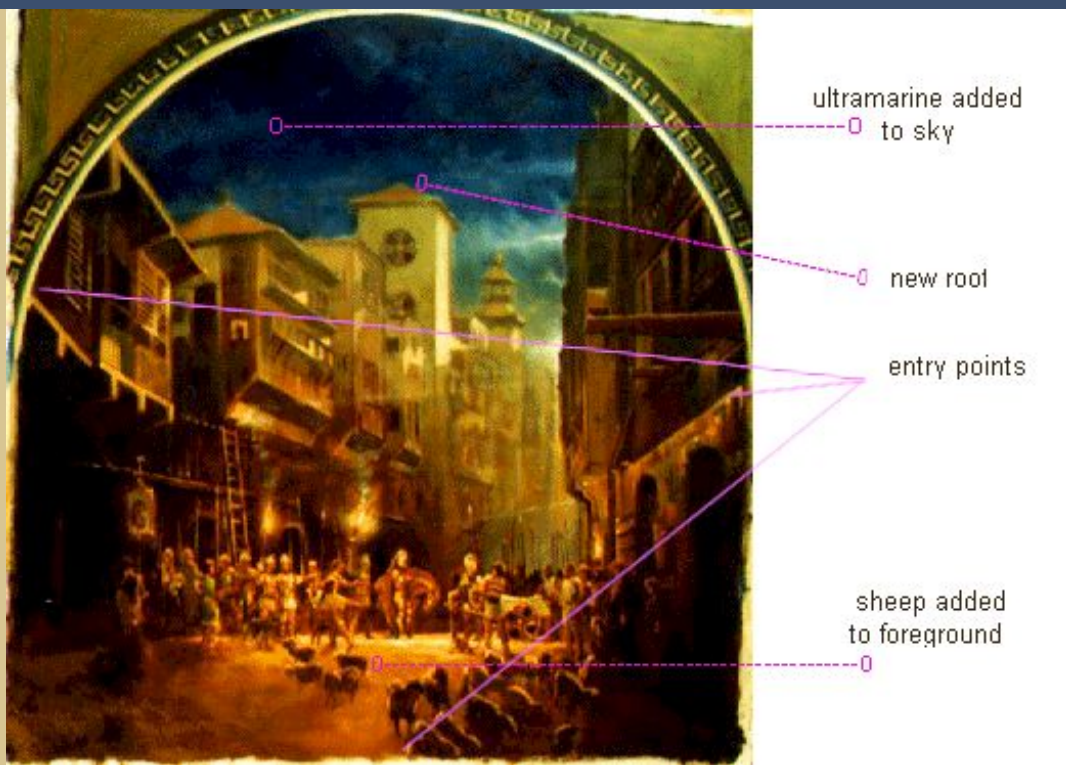 ultramarine added
to sky
new roof
entry points
sheep added
to foreground